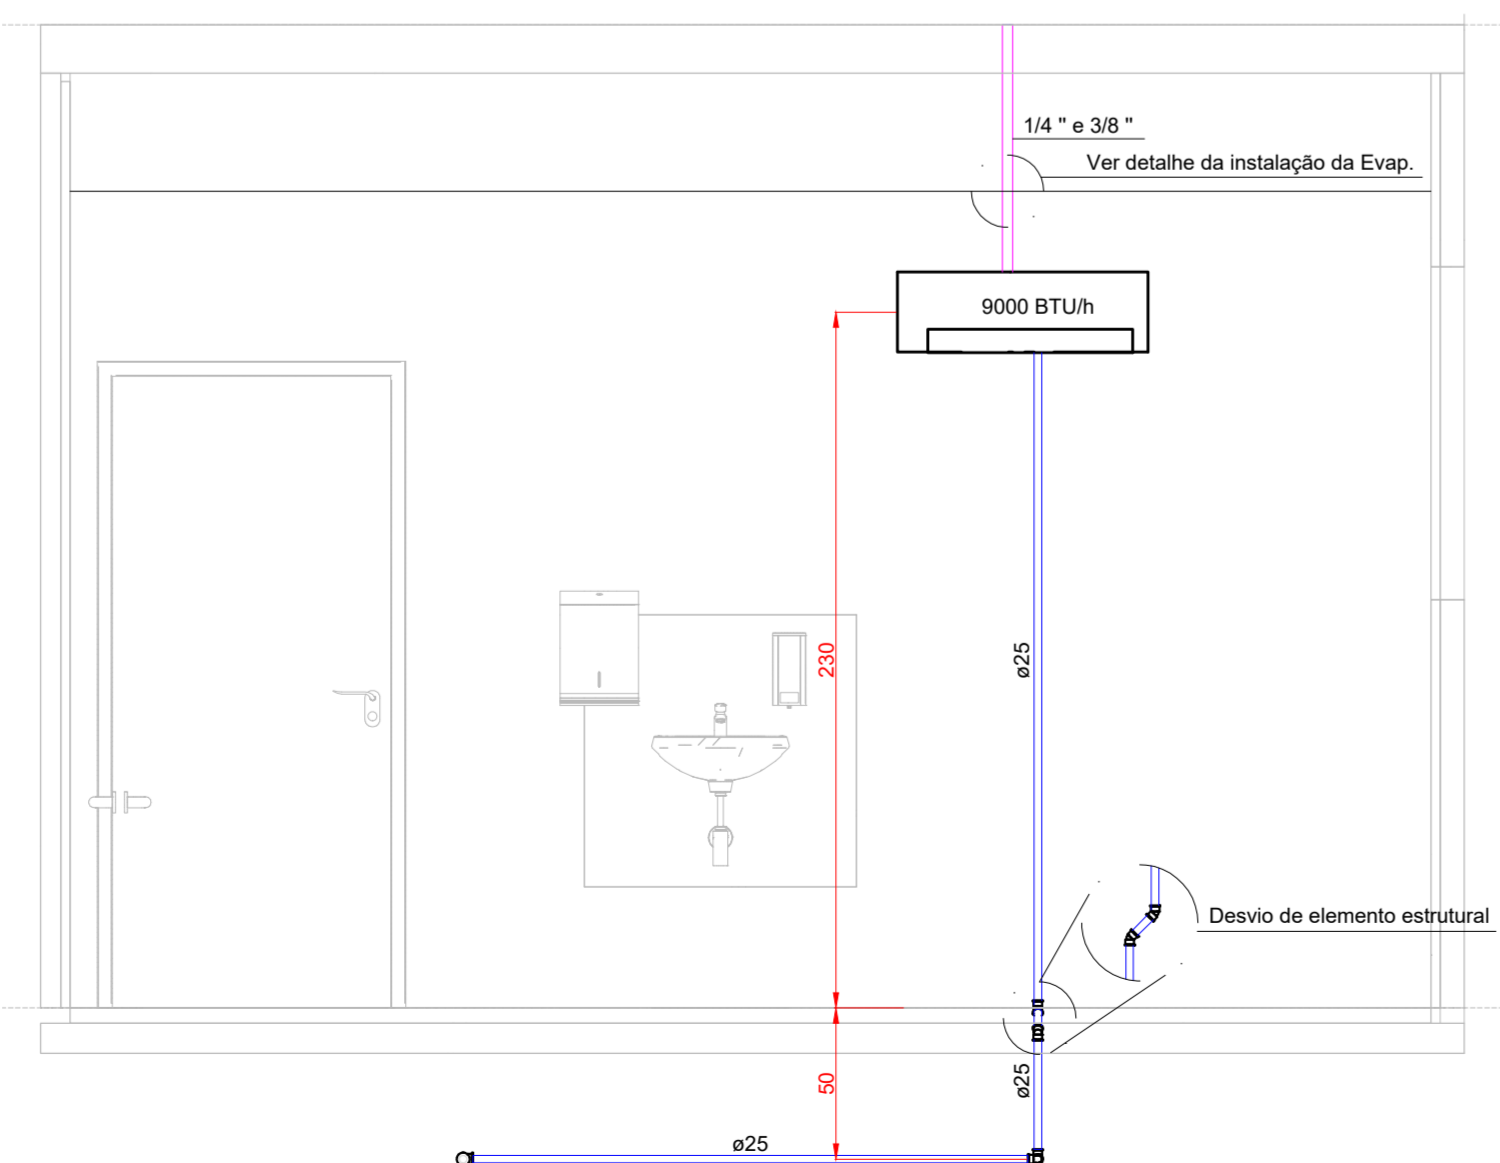 1/4 " e 3/8 "
Ver detalhe da instalação da Evap.
9000 BTU/h
230
ø25
Desvio de elemento estrutural
50
ø25
ø25